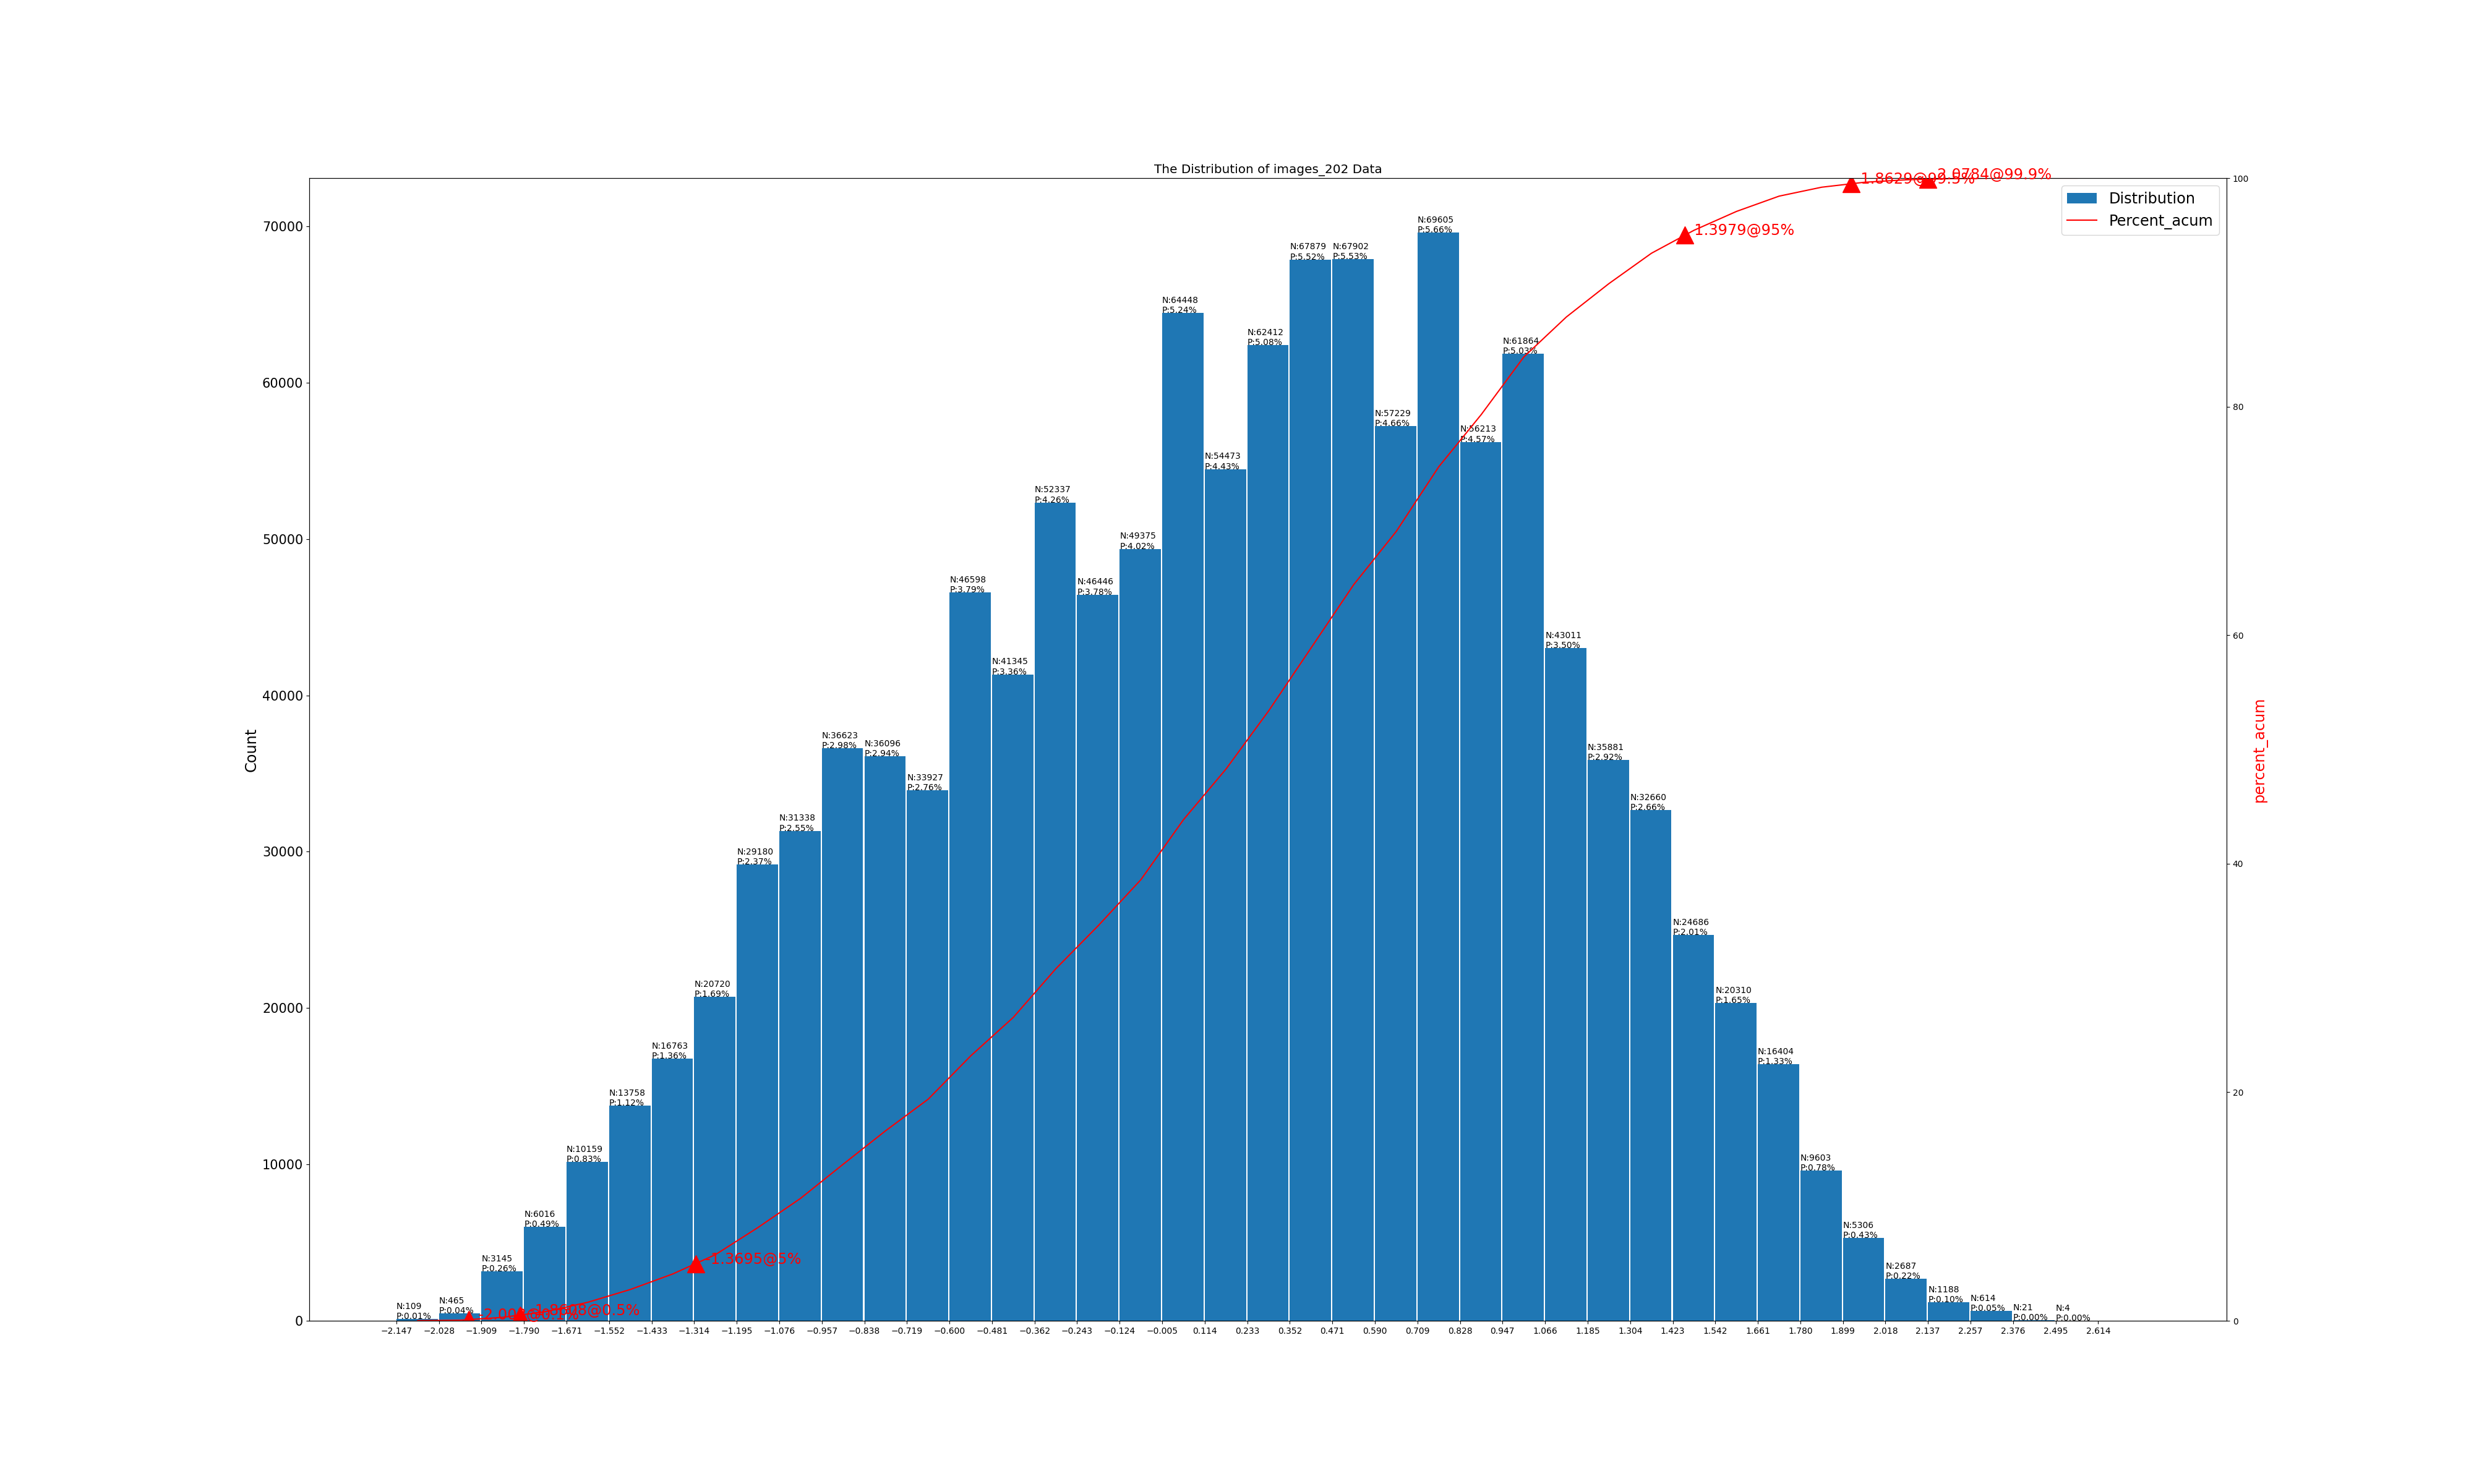 The Distribution of images_202 Data
Distribution
Percent_acum
Count
percent_acum
70000
60000
50000
40000
30000
20000
10000
0
100
80
60
40
20
0
N:109
P:0.01%
N:465
P:0.04%
N:3145
P:0.26%
N:6016
P:0.49%
N:10159
P:0.83%
N:13758
P:1.12%
N:16763
P:1.36%
N:20720
P:1.69%
N:29180
P:2.37%
N:31338
P:2.55%
N:36623
P:2.98%
N:36096
P:2.94%
N:33927
P:2.76%
N:46598
P:3.79%
N:41345
P:3.36%
N:52337
P:4.26%
N:46446
P:3.78%
N:49375
P:4.02%
N:64448
P:5.24%
N:54473
P:4.43%
N:62412
P:5.08%
N:67879
P:5.52%
N:67902
P:5.53%
N:57229
P:4.66%
N:69605
P:5.66%
N:56213
P:4.57%
N:61864
P:5.03%
N:43011
P:3.50%
N:35881
P:2.92%
N:32660
P:2.66%
N:24686
P:2.01%
N:20310
P:1.65%
N:16404
P:1.33%
N:9603
P:0.78%
N:5306
P:0.43%
N:2687
P:0.22%
N:1188
P:0.10%
N:614
P:0.05%
N:21
P:0.00%
N:4
P:0.00%
-1.8608@0.5%
-1.3695@5%
1.3979@95%
1.8629@99.5%
2.0784@99.9%
−2.147 −2.028 −1.909 −1.790 −1.671 −1.552 −1.433 −1.314 −1.195 −1.076 −0.957 −0.838 −0.719 −0.600 −0.481 −0.362 −0.243 −0.124 −0.005 0.114 0.233 0.352 0.471 0.590 0.709 0.828 0.947 1.066 1.185 1.304 1.423 1.542 1.661 1.780 1.899 2.018 2.137 2.257 2.376 2.495 2.614